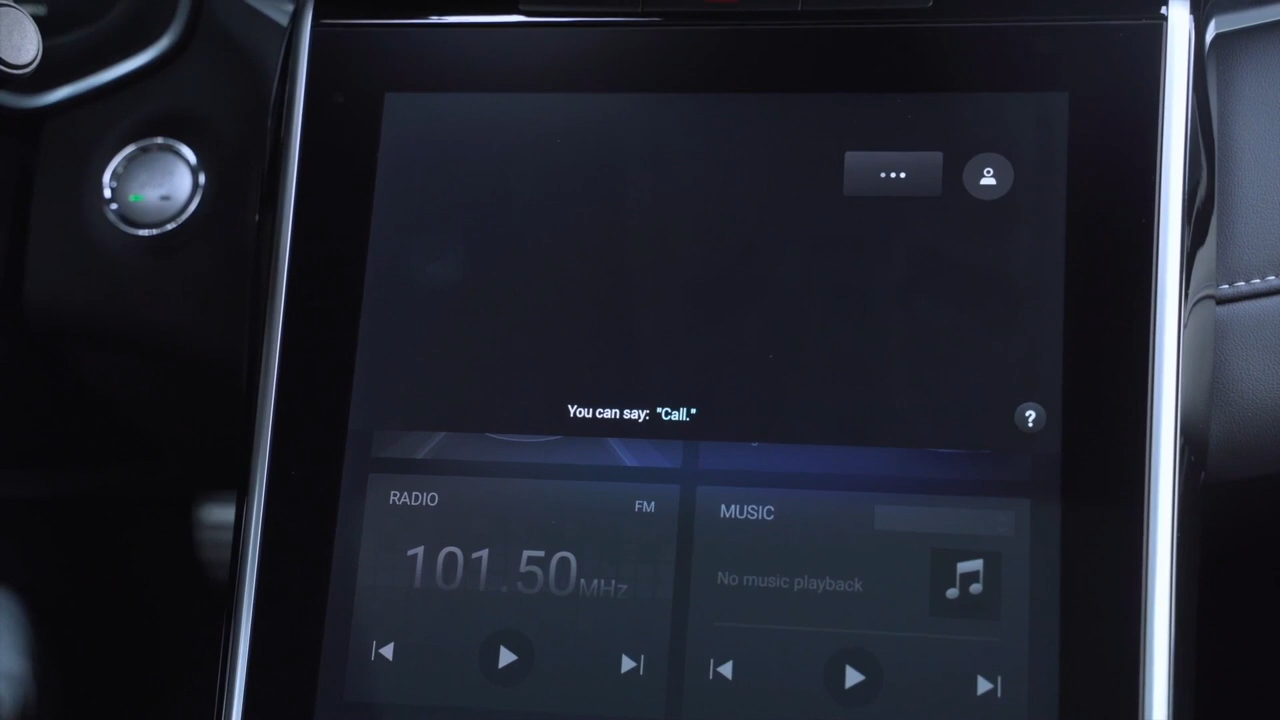 You can say: "Call."
?
RADIO
FM
MUSIC
101.50MHz
No music playback